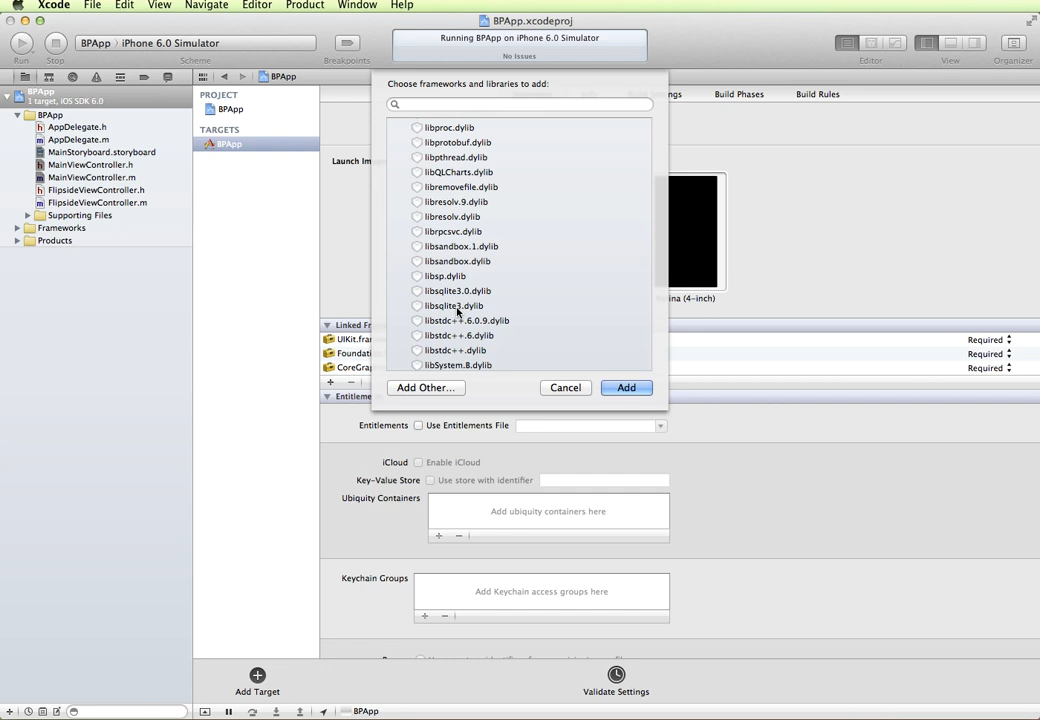 Xcode File Edit View Navigate Editor Product Window Help
BPApp.xcodeproj
BPApp › iPhone 6.0 Simulator
Running BPApp on iPhone 6.0 Simulator
No Issues
Run Stop Scheme Breakpoints Editor View Organizer
BPApp
BPApp
1 target, iOS SDK 6.0
BPApp
AppDelegate.h
AppDelegate.m
MainStoryboard.storyboard
MainViewController.h
MainViewController.m
FlipsideViewController.h
FlipsideViewController.m
Supporting Files
Frameworks
Products
PROJECT
BPApp
TARGETS
BPApp
Build Phases Build Rules
Choose frameworks and libraries to add:
libproc.dylib
libprotobuf.dylib
libpthread.dylib
libQLCharts.dylib
libremovefile.dylib
libresolv.9.dylib
libresolv.dylib
librpcsvc.dylib
libsandbox.1.dylib
libsandbox.dylib
libsp.dylib
libsqlite3.0.dylib
libsqlite3.dylib
libstdc++.6.0.9.dylib
libstdc++.6.dylib
libstdc++.dylib
libSystem.B.dylib
Add Other... Cancel Add
Launch Im
ina (4-inch)
Linked Fr
UIKit.fram Required
Foundati Required
CoreGrap Required
Entitleme
Entitlements Use Entitlements File
iCloud Enable iCloud
Key-Value Store Use store with identifier
Ubiquity Containers
Add ubiquity containers here
Keychain Groups
Add Keychain access groups here
Add Target
Validate Settings
BPApp